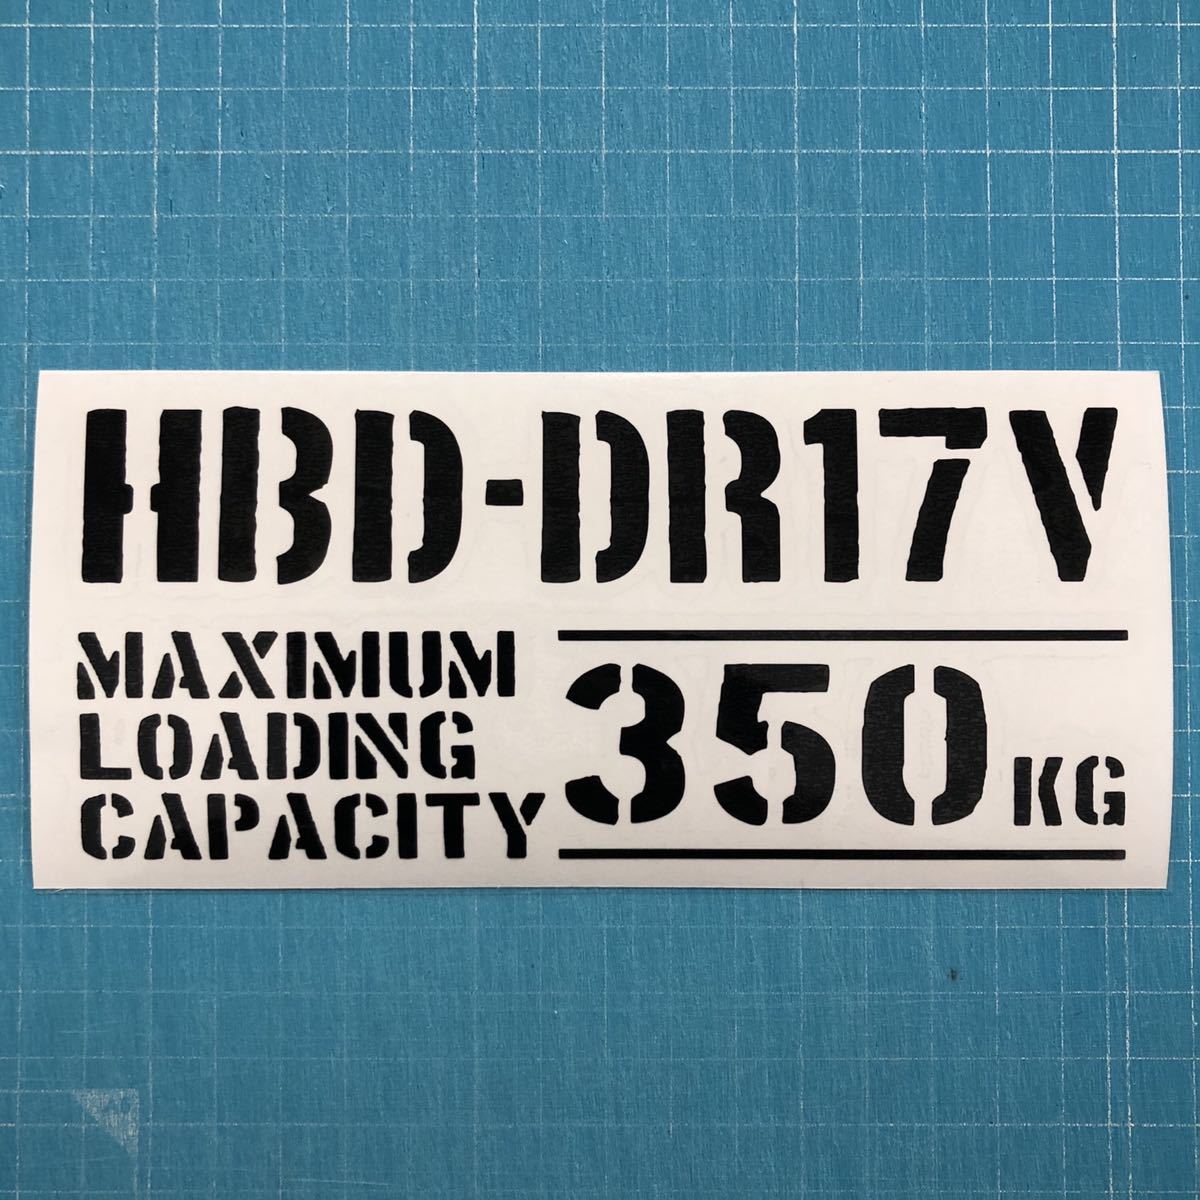 HBD-DR17V
MAXIMUM
LOADING
CAPACITY
350 KG